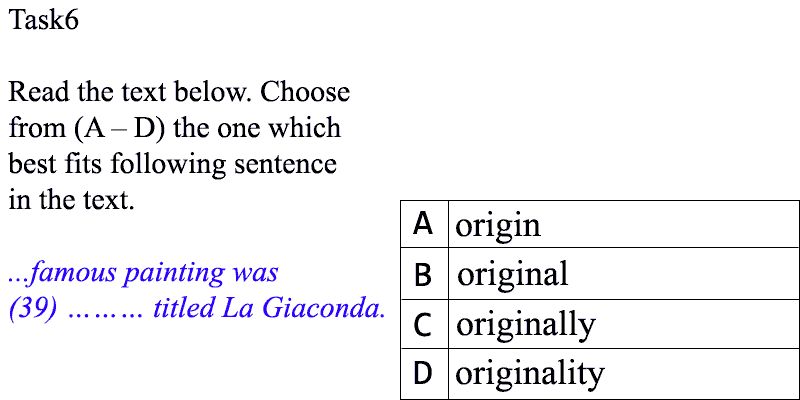 Task6
Read the text below. Choose
from (A – D) the one which
best fits following sentence
in the text.
...famous painting was
(39) ……… titled La Giaconda.
A origin
B original
C originally
D originality